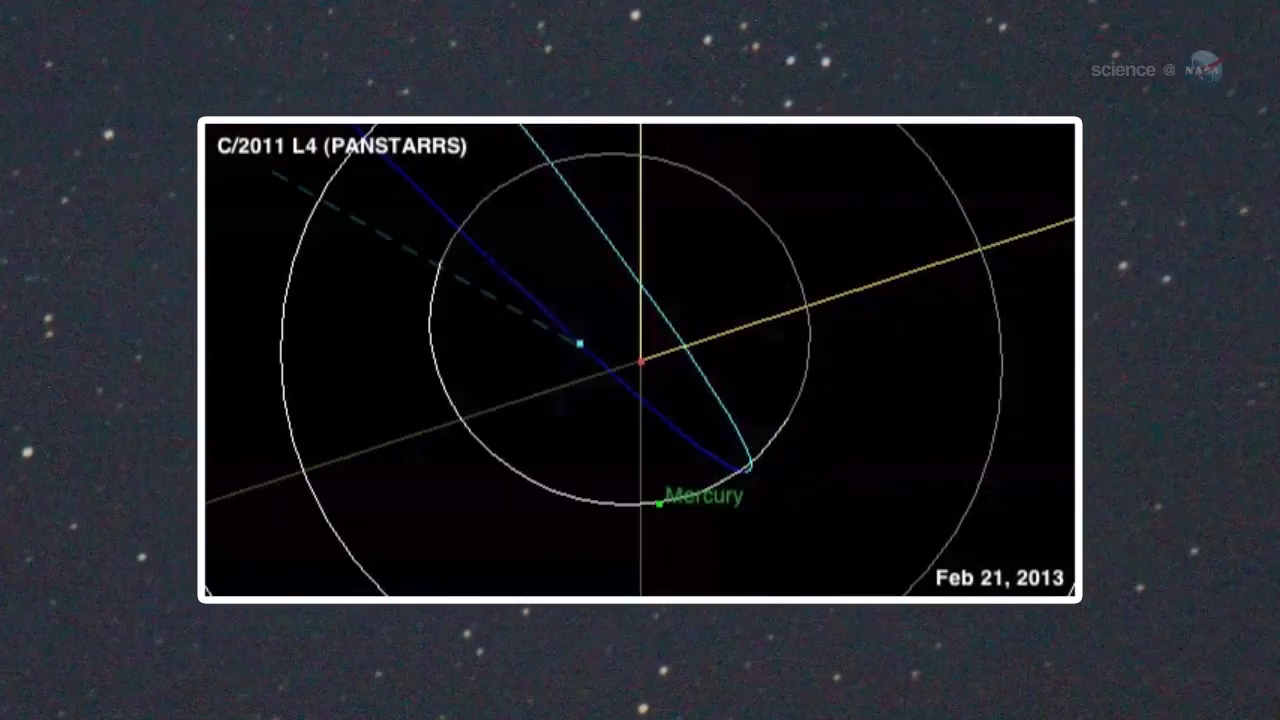 science @ NASA
C/2011 L4 (PANSTARRS)
Mercury
Feb 21, 2013